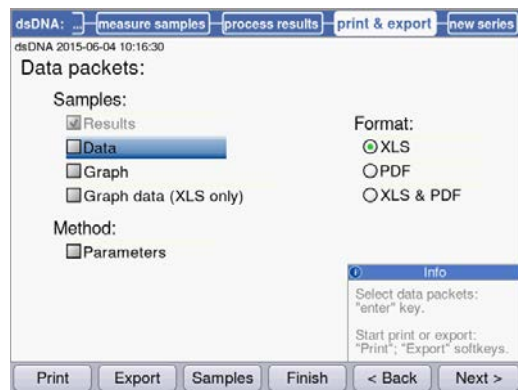 dsDNA: ... measure samples process results print & export new series
dsDNA 2015-06-04 10:16:30
Data packets:
Samples:
Results
Data
Graph
Graph data (XLS only)
Method:
Parameters
Format:
XLS
PDF
XLS & PDF
Info
Select data packets:
"enter" key.
Start print or export:
"Print"; "Export" softkeys.
Print Export Samples Finish < Back Next >